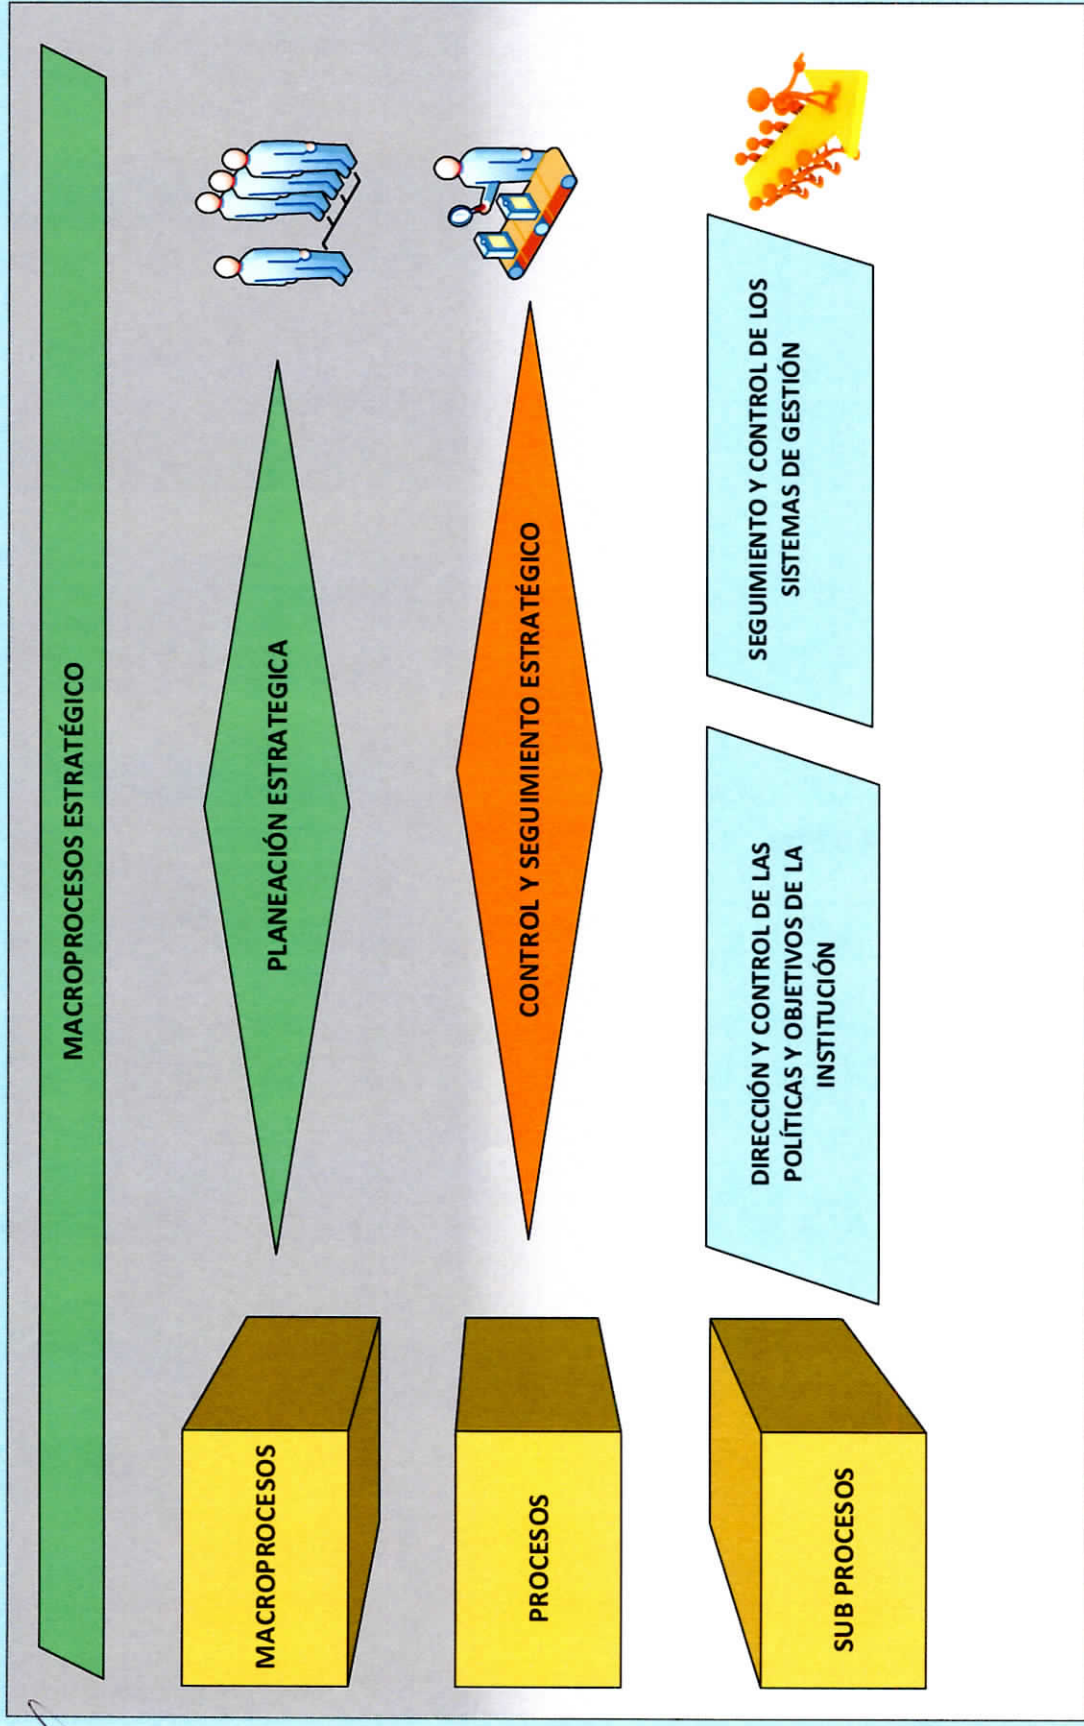 MACROPROCESOS ESTRATÉGICO
MACROPROCESOS
PLANEACIÓN ESTRATEGICA
PROCESOS
CONTROL Y SEGUIMIENTO ESTRATÉGICO
SUB PROCESOS
DIRECCIÓN Y CONTROL DE LAS
POLÍTICAS Y OBJETIVOS DE LA
INSTITUCIÓN
SEGUIMIENTO Y CONTROL DE LOS
SISTEMAS DE GESTIÓN